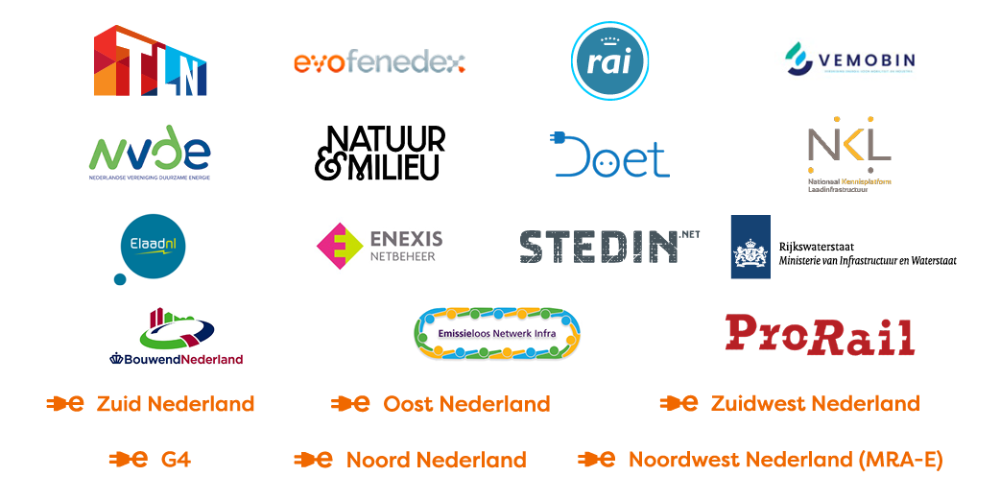 TLN
evofenedex
rai
VEMOBIN
nvde
NEDERLANDSE VERENIGING DUURZAME ENERGIE
NATUUR
&MILIEU
Doet
NKL
Nationaal Kennisplatform
Laadinfrastructuur
Elaadnl
ENEXIS
NETBEHEER
STEDIN.NET
Rijkswaterstaat
Ministerie van Infrastructuur en Waterstaat
BouwendNederland
Emissieloos Netwerk Infra
ProRail
e Zuid Nederland
e Oost Nederland
e Zuidwest Nederland
e G4
e Noord Nederland
e Noordwest Nederland (MRA-E)